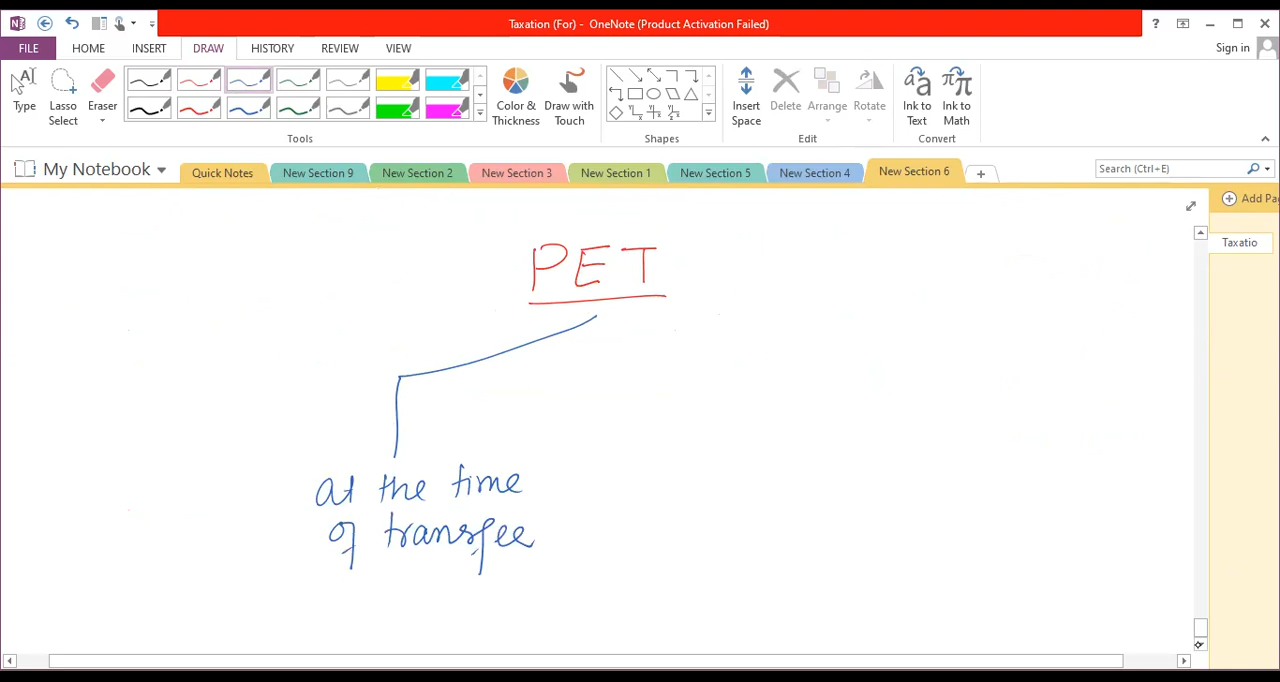 Taxation (For) - OneNote (Product Activation Failed)
Sign in
FILE HOME INSERT DRAW HISTORY REVIEW VIEW
Type
Lasso Select
Eraser
Color & Thickness
Draw with Touch
Insert Space
Delete
Arrange
Rotate
Ink to Text
Ink to Math
Tools
Shapes
Edit
Convert
My Notebook
Quick Notes
New Section 9
New Section 2
New Section 3
New Section 1
New Section 5
New Section 4
New Section 6
Search (Ctrl+E)
Add Pag
Taxatio
PET
at the time
of transfer